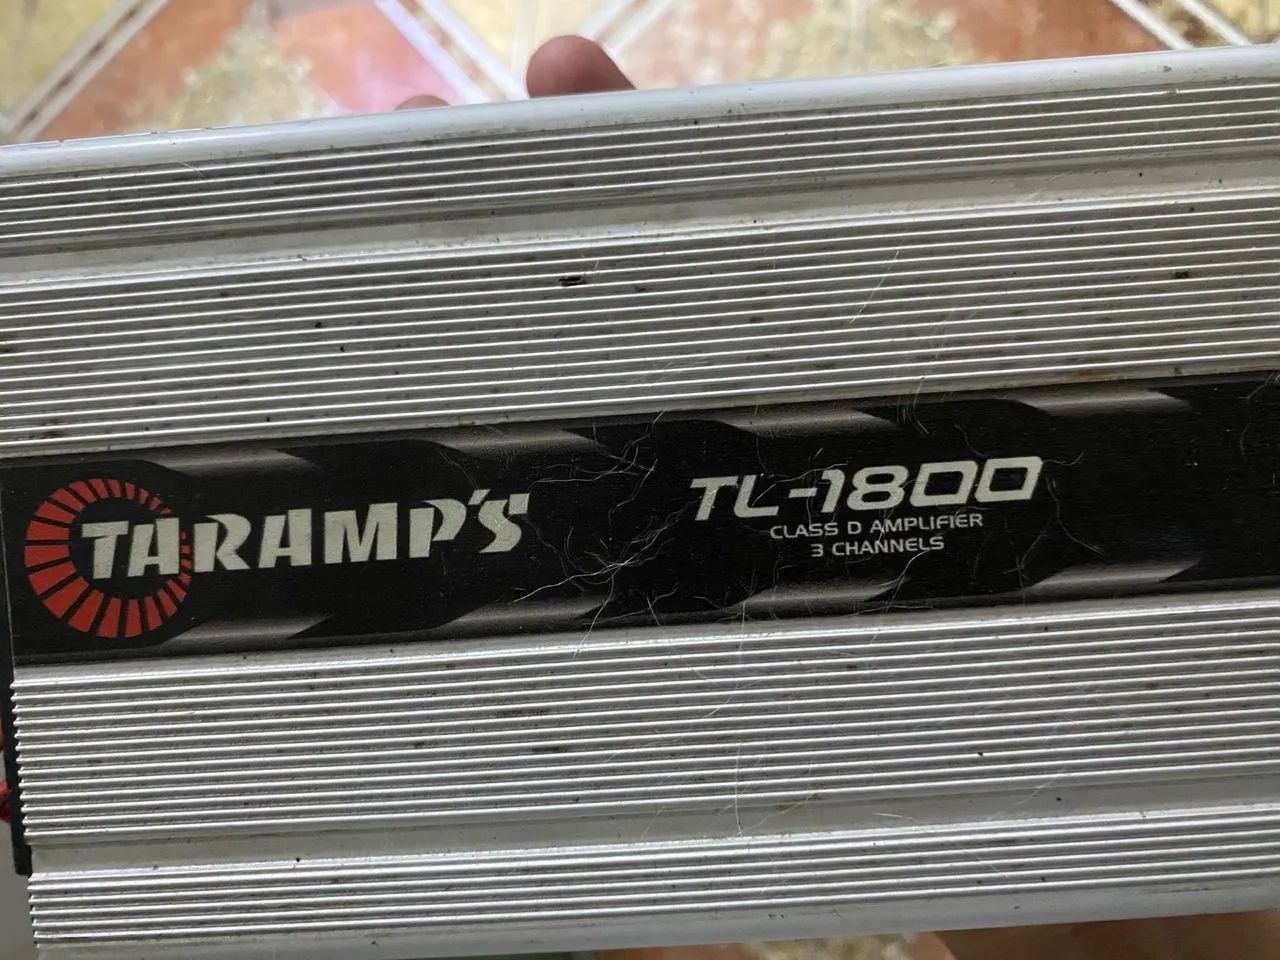 TARAMP'S
TL-1800
CLASS D AMPLIFIER
3 CHANNELS